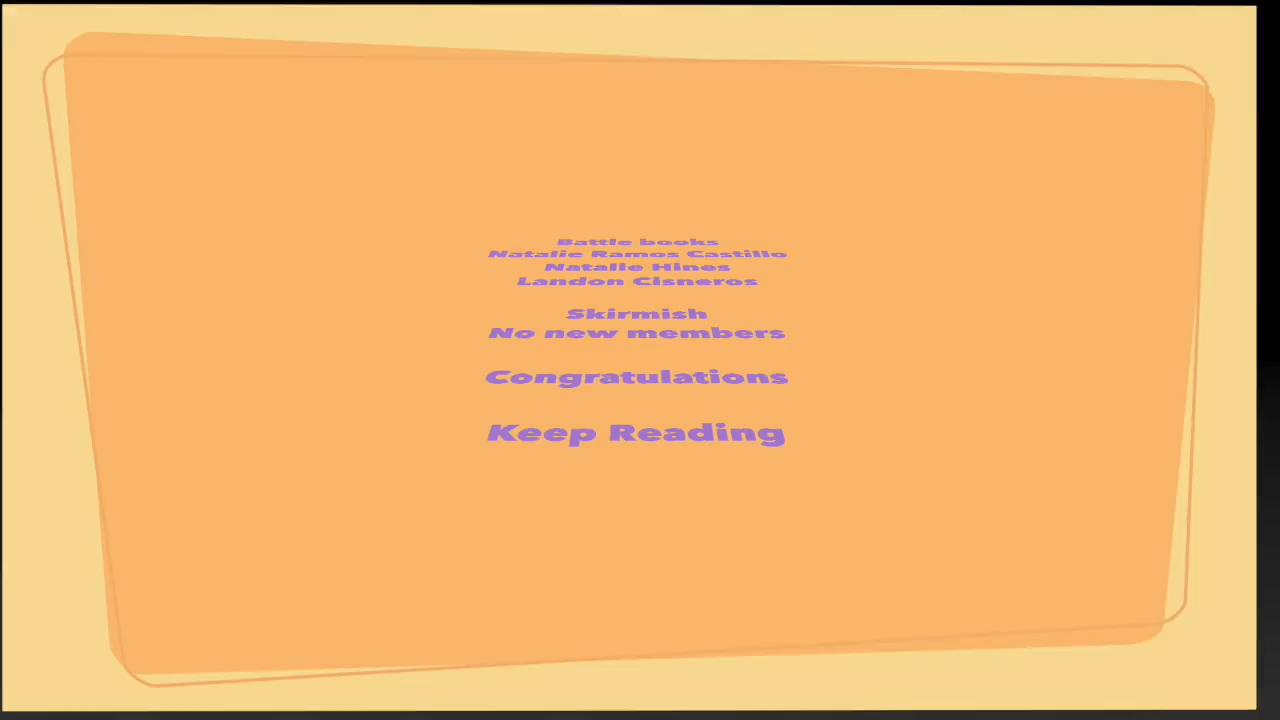 Battle books
Natalie Ramos Castillo
Natalie Hines
Landon Cisneros
Skirmish
No new members
Congratulations
Keep Reading